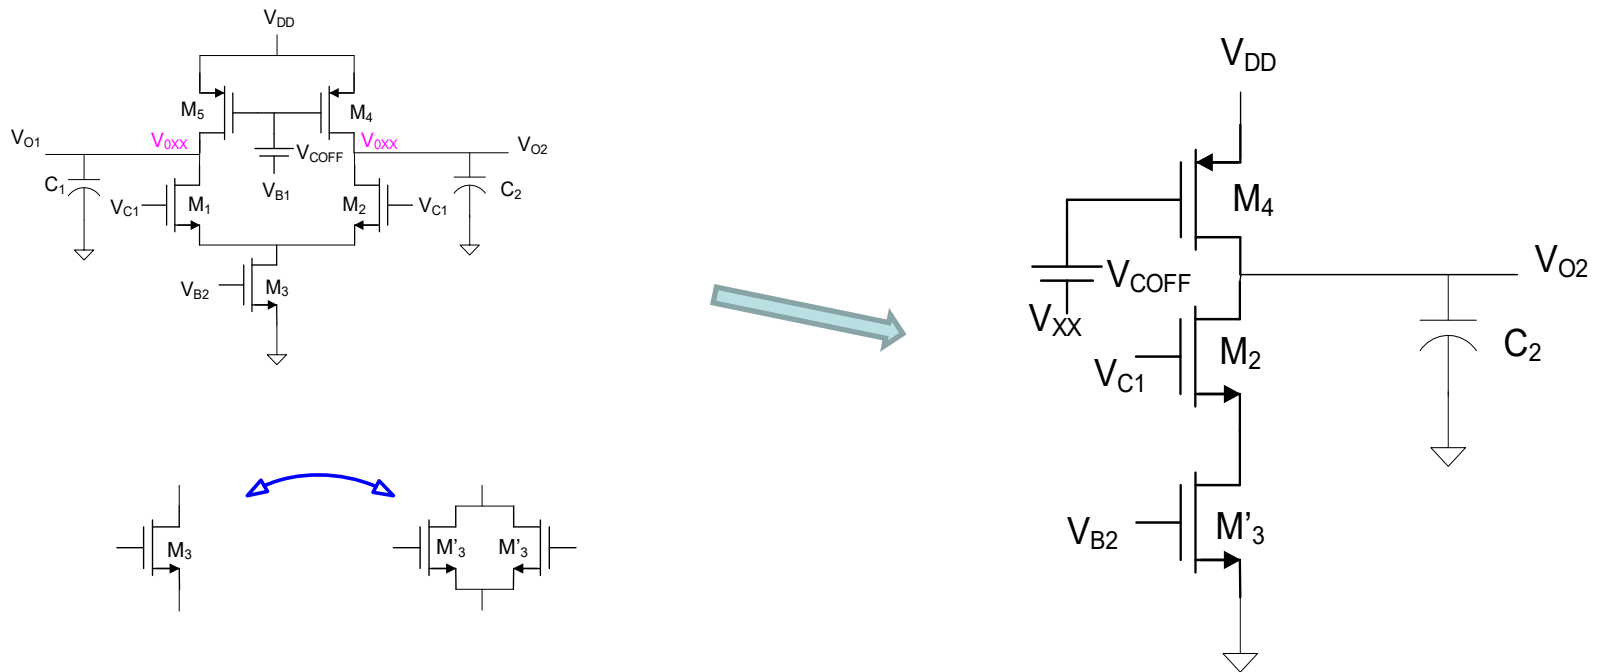 VDD
M5
M4
VO1
V0XX
V0XX
VO2
VCOFF
C1
VB1
C2
VC1
M1
M2
VC1
VB2
M3
M3
M'3
M'3
VDD
M4
VCOFF
VO2
VXX
M2
C2
VC1
VB2
M'3